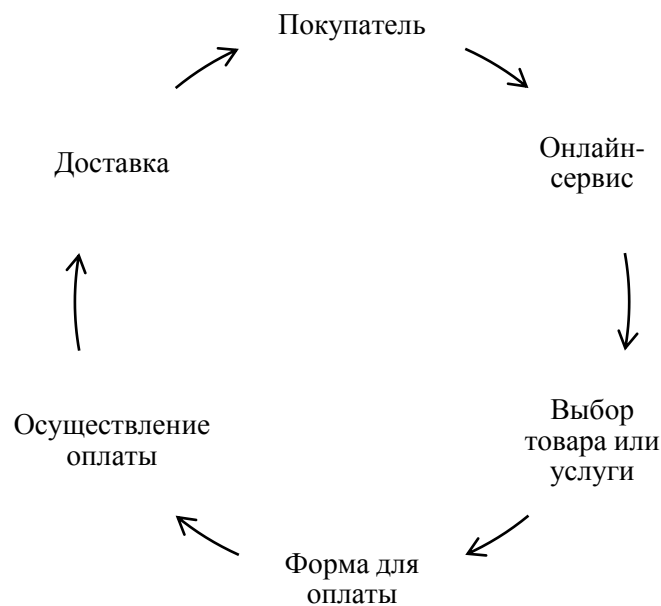 Покупатель
Онлайн-
сервис
Выбор
товара или
услуги
Форма для
оплаты
Осуществление
оплаты
Доставка